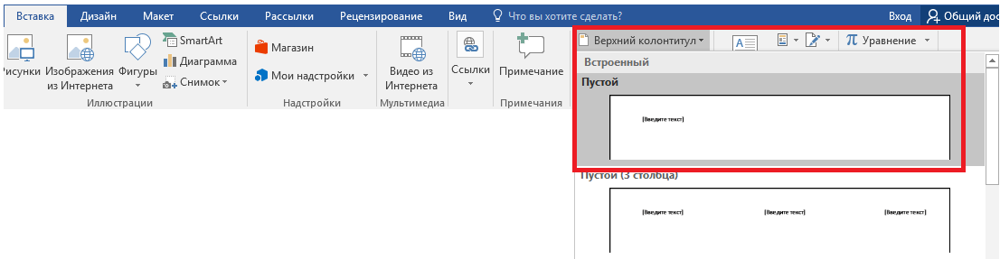 Вставка Дизайн Макет Ссылки Рассылки Рецензирование Вид Что вы хотите сделать? Вход Общий дос
исунки
Изображения из Интернета
Фигуры
SmartArt
Диаграмма
Снимок
Иллюстрации
Магазин
Мои надстройки
Надстройки
Видео из Интернета
Мультимедиа
Ссылки
Примечание
Примечания
Верхний колонтитул
π Уравнение
Встроенный
Пустой
[Введите текст]
Пустой (3 столбца)
[Введите текст] [Введите текст] [Введите текст]